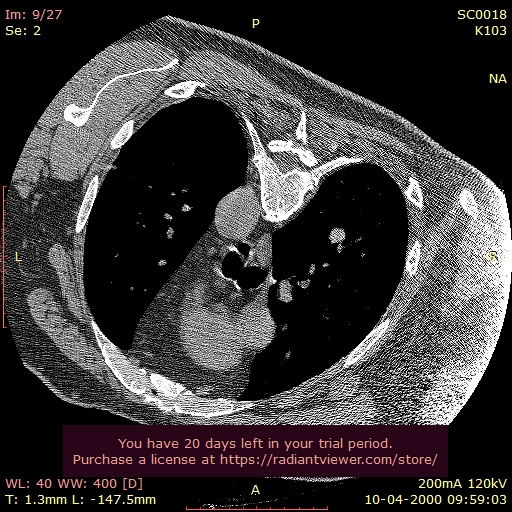 Im: 9/27
Se: 2
P
SC0018
K103
NA
L
R
You have 20 days left in your trial period.
Purchase a license at https://radiantviewer.com/store/
WL: 40 WW: 400 [D]
T: 1.3mm L: -147.5mm
A
200mA 120kV
10-04-2000 09:59:03